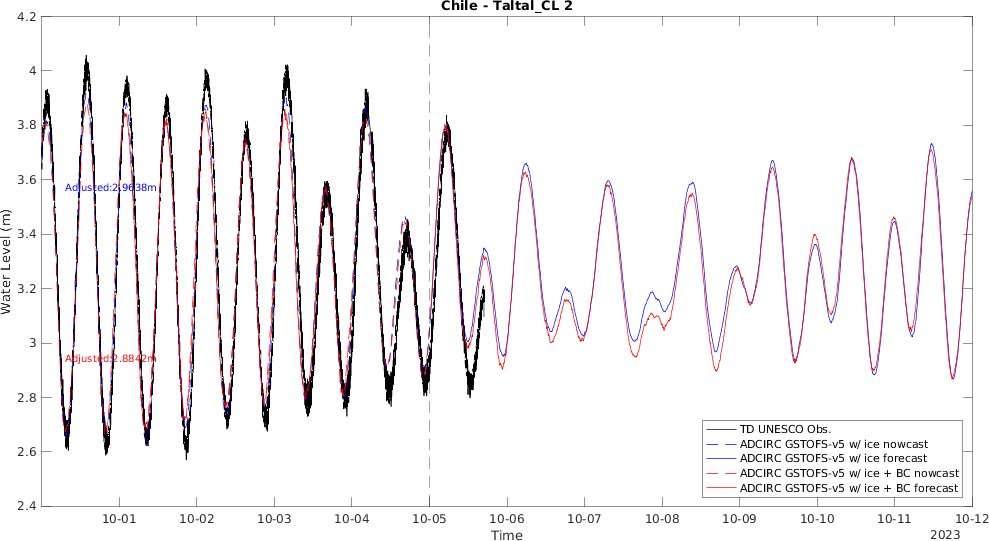 Chile - Taltal_CL 2
4.2
4
3.8
3.6
3.4
3.2
3
2.8
2.6
2.4
Water Level (m)
Adjusted:2.9638m
Adjusted:2.8842m
TD UNESCO Obs.
ADCIRC GSTOFS-v5 w/ ice nowcast
ADCIRC GSTOFS-v5 w/ ice forecast
ADCIRC GSTOFS-v5 w/ ice + BC nowcast
ADCIRC GSTOFS-v5 w/ ice + BC forecast
10-01 10-02 10-03 10-04 10-05 10-06 10-07 10-08 10-09 10-10 10-11 10-12
Time
2023